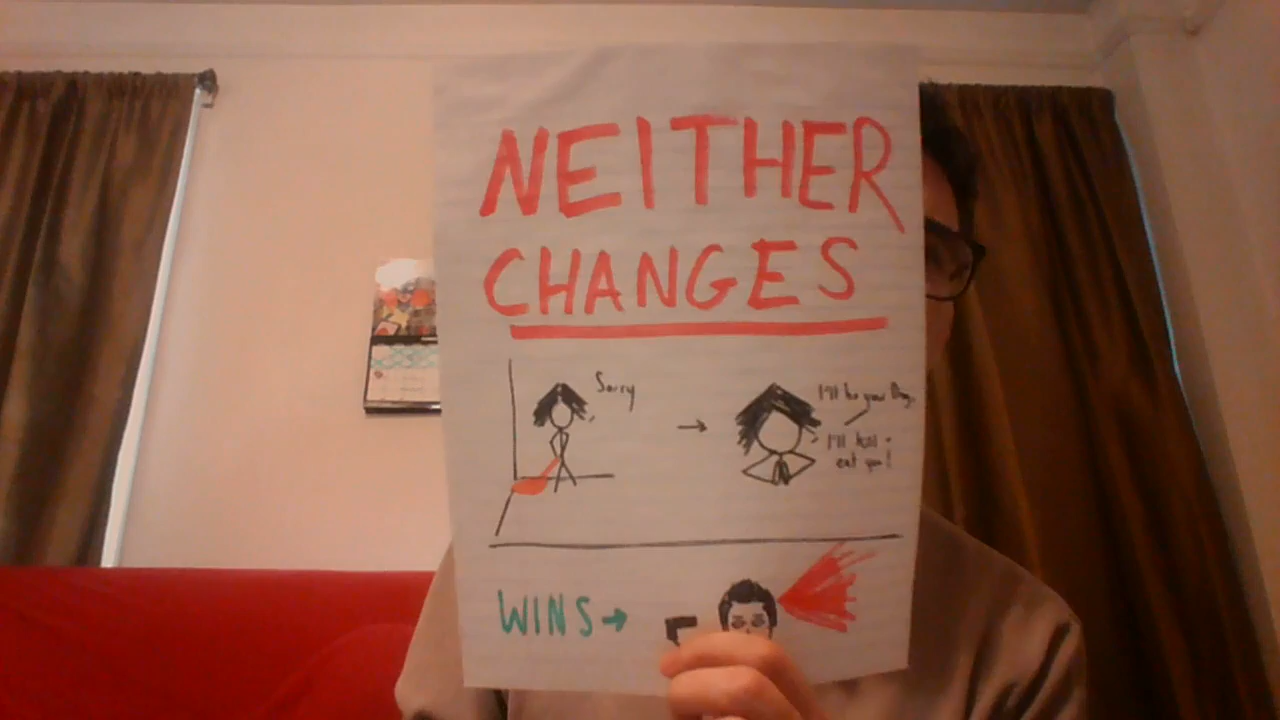 NEITHER
CHANGES
Sorry
→
I'll be your Dog.
I'll kill +
eat you!
WINS →